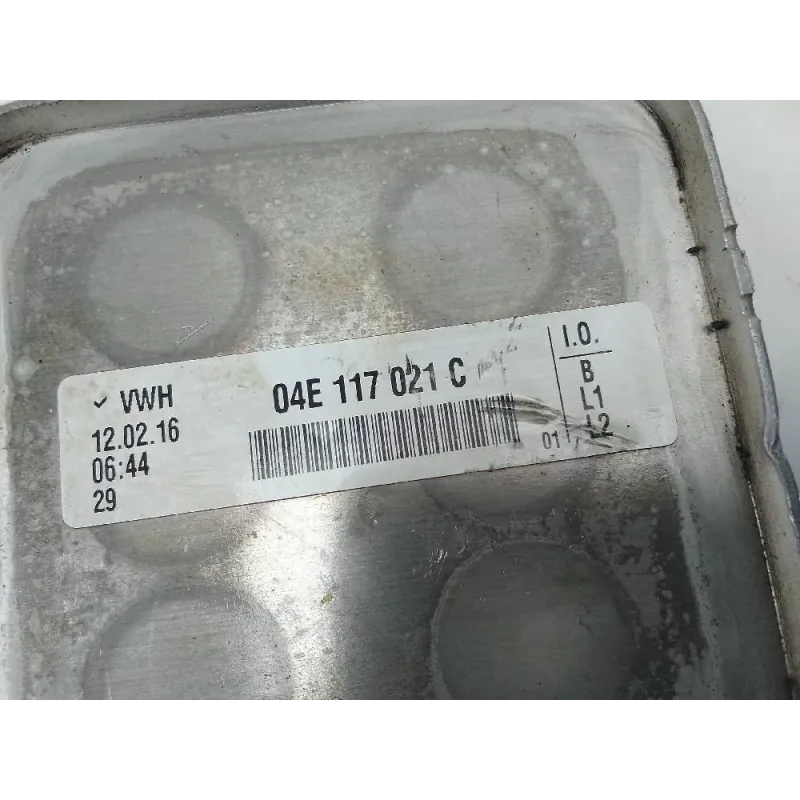 ✓ VWH
12.02.16
06:44
29
04E 117 021 C
01
I.O.
B
L1
L2